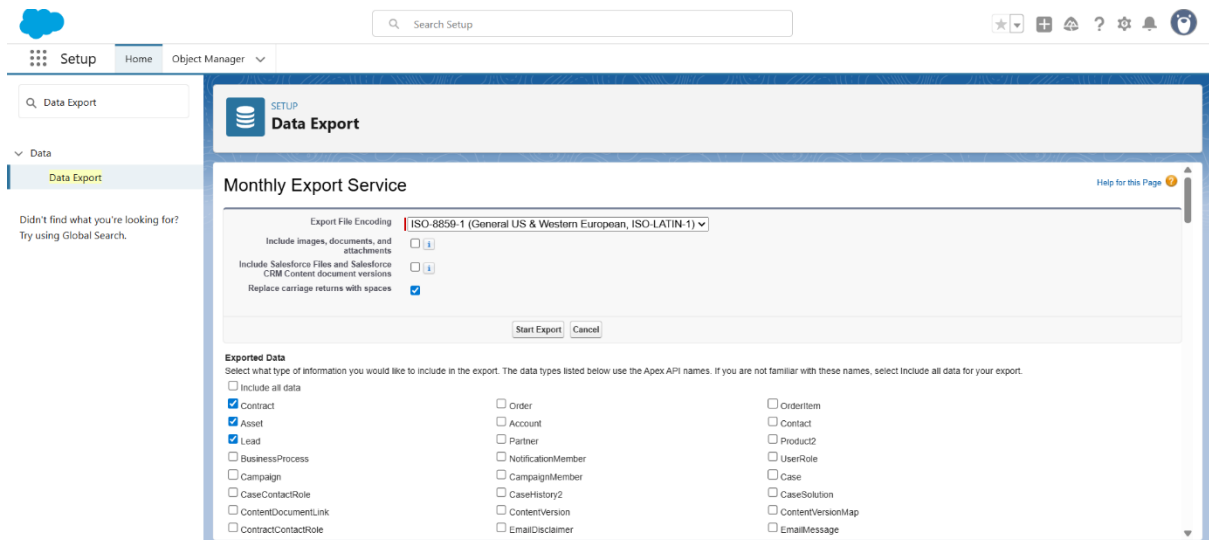 Search Setup
Setup
Home
Object Manager
Data Export
Data
Data Export
Didn't find what you're looking for?
Try using Global Search.
SETUP
Data Export
Monthly Export Service
Help for this Page
Export File Encoding
ISO-8859-1 (General US & Western European, ISO-LATIN-1)
Include images, documents, and
attachments
Include Salesforce Files and Salesforce
CRM Content document versions
Replace carriage returns with spaces
Start Export Cancel
Exported Data
Select what type of information you would like to include in the export. The data types listed below use the Apex API names. If you are not familiar with these names, select Include all data for your export.
Include all data
Contract Order OrderItem
Asset Account Contact
Lead Partner Product2
BusinessProcess NotificationMember UserRole
Campaign CampaignMember Case
CaseContactRole CaseHistory2 CaseSolution
ContentDocumentLink ContentVersion ContentVersionMap
ContractContactRole EmailDisclaimer EmailMessage